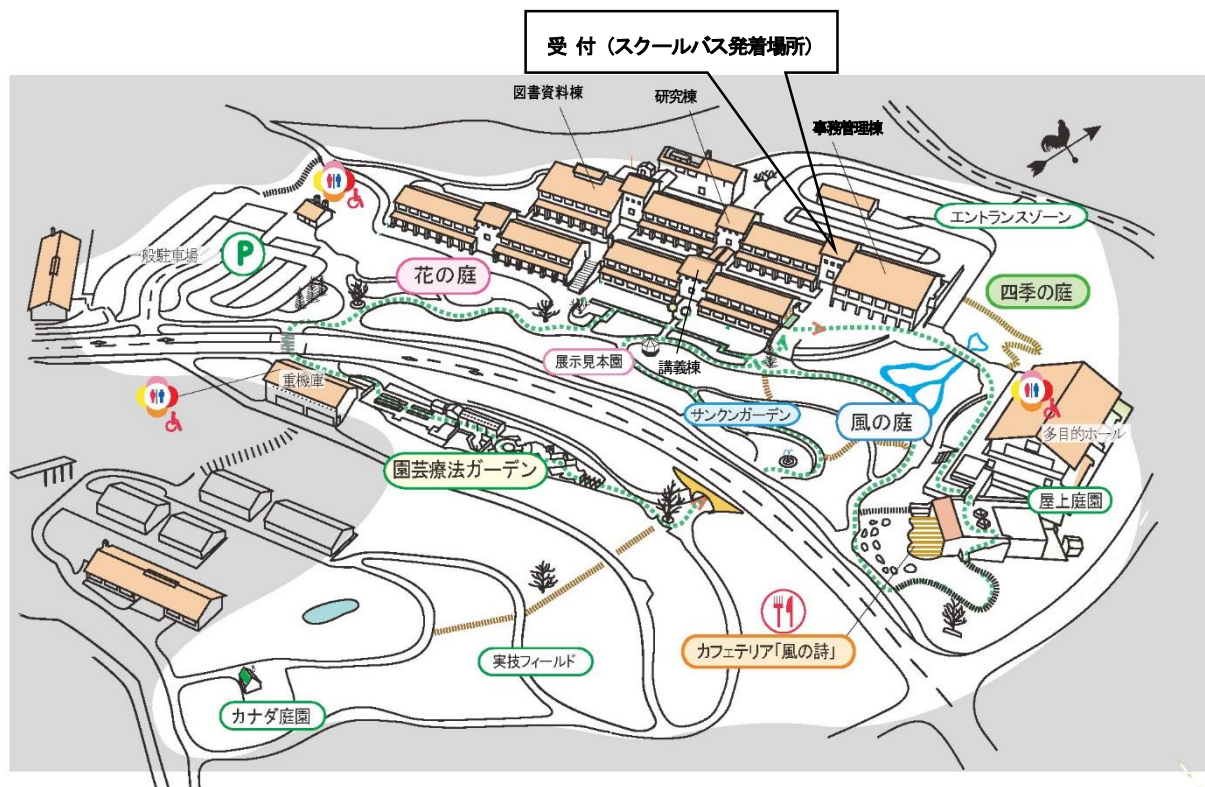 受 付（スクールバス発着場所）
図書資料棟
研究棟
事務管理棟
エントランスゾーン
一般駐車場
P
花の庭
四季の庭
展示見本園
講義棟
重機庫
サンクンガーデン
風の庭
多目的ホール
園芸療法ガーデン
屋上庭園
カフェテリア「風の詩」
実技フィールド
カナダ庭園